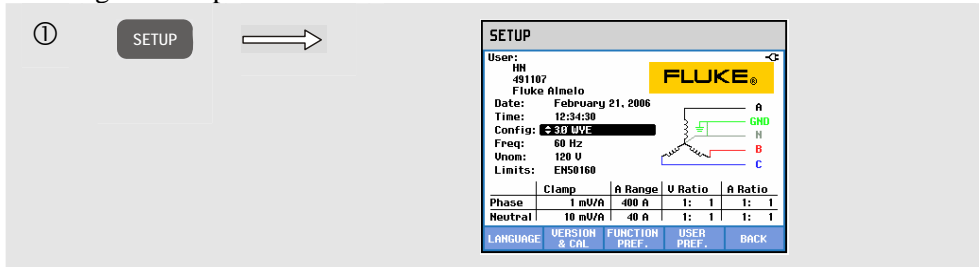 ①
SETUP
SETUP
User:
HN
491107
Fluke Almelo
FLUKE®
Date: February 21, 2006
Time: 12:34:30
Config: 3Ø WYE
Freq: 60 Hz
Vnom: 120 V
Limits: EN50160
A
GND
N
B
C
Clamp A Range V Ratio A Ratio
Phase 1 mV/A 400 A 1: 1 1: 1
Neutral 10 mV/A 40 A 1: 1 1: 1
LANGUAGE VERSION & CAL FUNCTION PREF. USER PREF. BACK